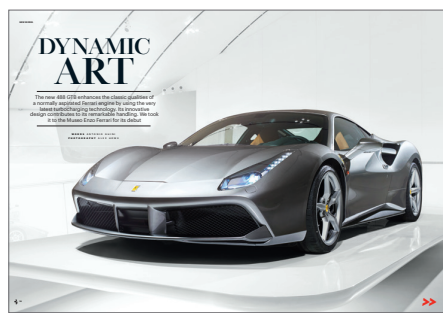 DYNAMIC
ART
The new 488 GTB enhances the classic qualities of
a normally aspirated Ferrari engine by using the very
latest turbocharging technology. Its innovative
design contributes to its remarkable handling. We took
it to the Museo Enzo Ferrari for its debut